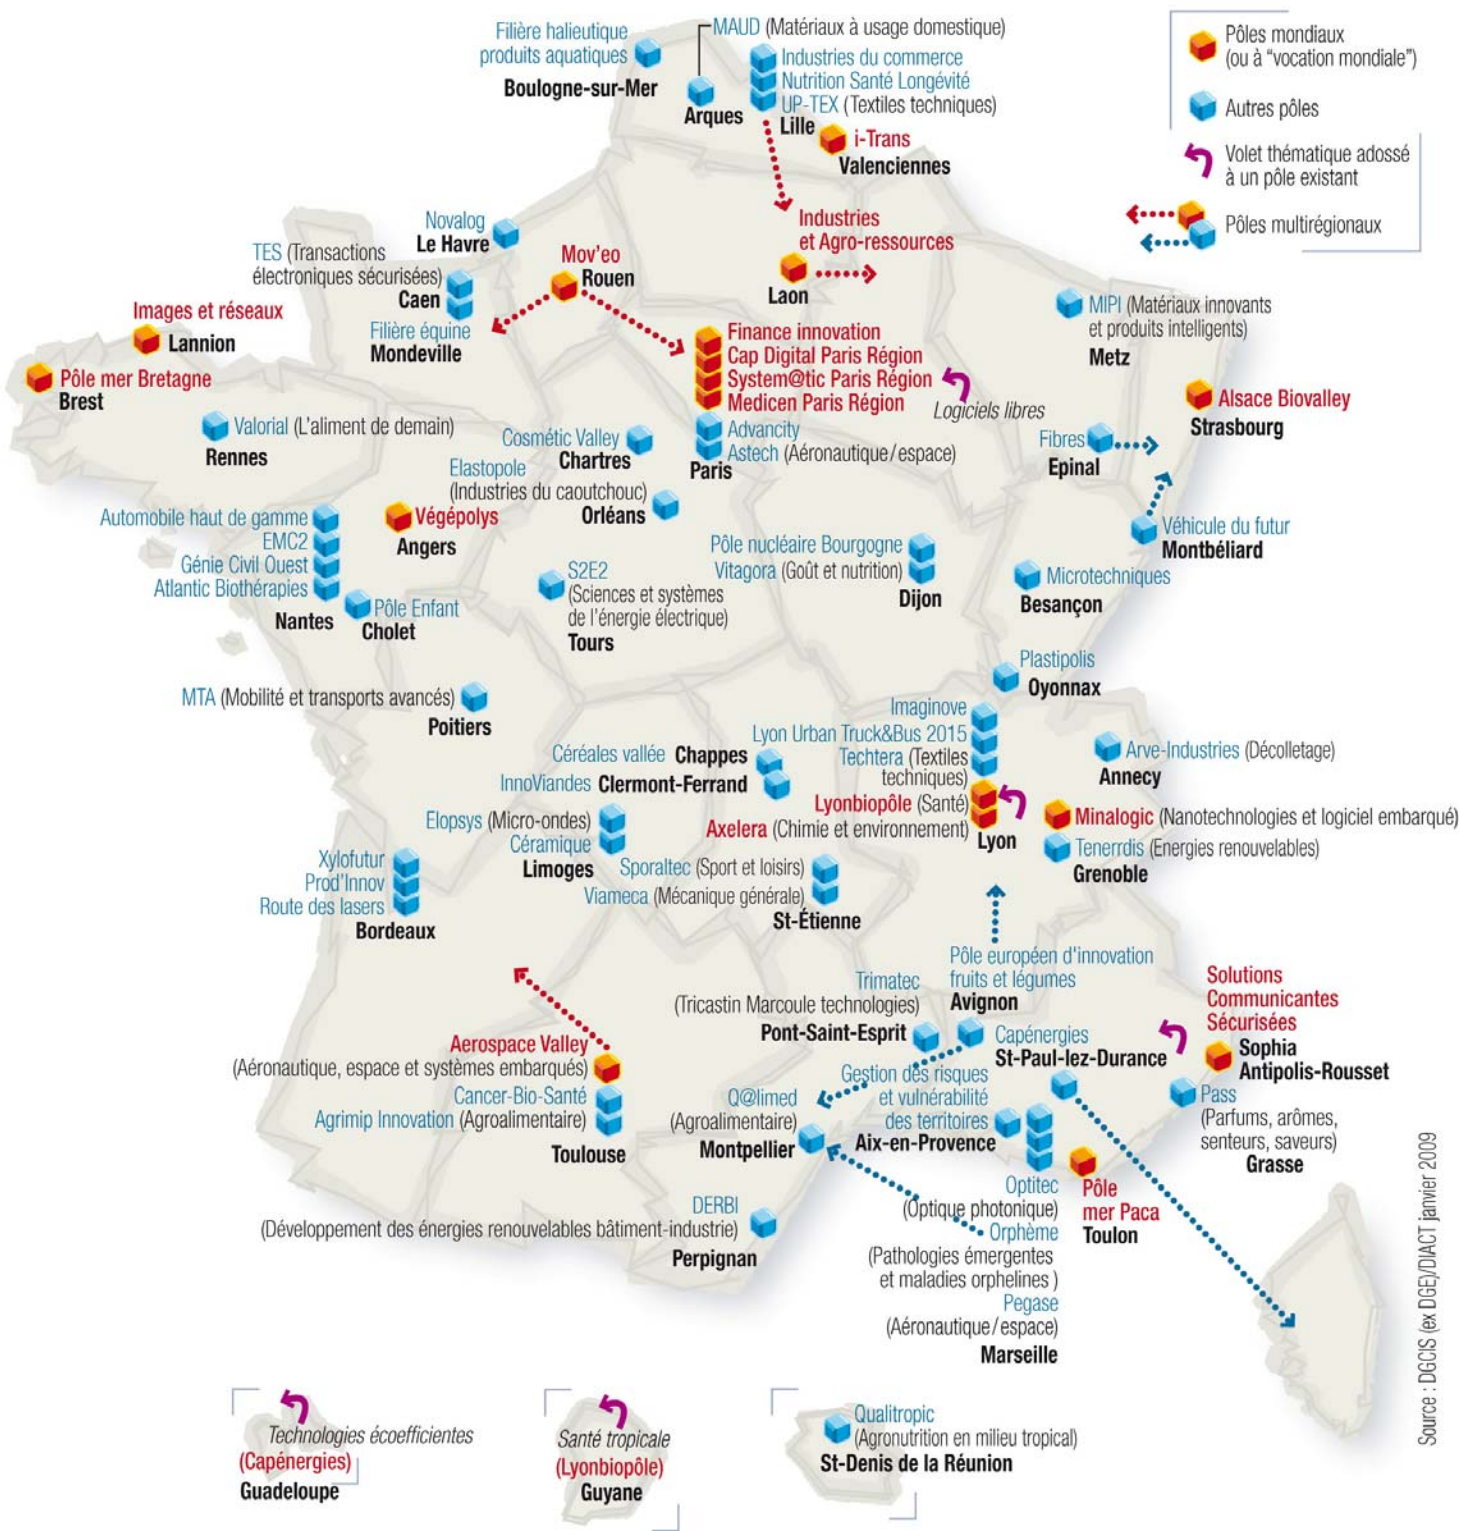 Filière halieutique
produits aquatiques
Boulogne-sur-Mer
MAUD (Matériaux à usage domestique)
Arques
Industries du commerce
Nutrition Santé Longévité
UP-TEX (Textiles techniques)
Lille
i-Trans
Valenciennes
Pôles mondiaux
(ou à “vocation mondiale”)
Autres pôles
Volet thématique adossé
à un pôle existant
Pôles multirégionaux
Novalog
Le Havre
TES (Transactions
électroniques sécurisées)
Caen
Filière équine
Mondeville
Mov’eo
Rouen
Industries
et Agro-ressources
Laon
MIPI (Matériaux innovants
et produits intelligents)
Metz
Images et réseaux
Lannion
Pôle mer Bretagne
Brest
Valorial (L’aliment de demain)
Rennes
Finance innovation
Cap Digital Paris Région
System@tic Paris Région
Medicen Paris Région
Logiciels libres
Advancity
Astech (Aéronautique/espace)
Paris
Alsace Biovalley
Strasbourg
Fibres
Epinal
Cosmétic Valley
Chartres
Elastopole
(Industries du caoutchouc)
Orléans
Automobile haut de gamme
EMC2
Génie Civil Ouest
Atlantic Biothérapies
Nantes
Végépolys
Angers
Pôle Enfant
Cholet
S2E2
(Sciences et systèmes
de l’énergie électrique)
Tours
Pôle nucléaire Bourgogne
Vitagora (Goût et nutrition)
Dijon
Véhicule du futur
Montbéliard
Microtechniques
Besançon
Plastipolis
Oyonnax
MTA (Mobilité et transports avancés)
Poitiers
Imaginove
Lyon Urban Truck&Bus 2015
Techtera (Textiles
techniques)
Lyonbiopôle (Santé)
Axelera (Chimie et environnement)
Lyon
Céréales vallée Chappes
InnoViandes Clermont-Ferrand
Arve-Industries (Décolletage)
Annecy
Minalogic (Nanotechnologies et logiciel embarqué)
Tenerrdis (Energies renouvelables)
Grenoble
Elopsys (Micro-ondes)
Céramique
Limoges
Sporaltec (Sport et loisirs)
Viameca (Mécanique générale)
St-Étienne
Xylofutur
Prod’Innov
Route des lasers
Bordeaux
Pôle européen d'innovation
fruits et légumes
Avignon
Trimatec
(Tricastin Marcoule technologies)
Pont-Saint-Esprit
Solutions
Communicantes
Sécurisées
Sophia
Antipolis-Rousset
Capénergies
St-Paul-lez-Durance
Aerospace Valley
(Aéronautique, espace et systèmes embarqués)
Cancer-Bio-Santé
Agrimip Innovation (Agroalimentaire)
Toulouse
Q@limed
(Agroalimentaire)
Montpellier
Gestion des risques
et vulnérabilité
des territoires
Aix-en-Provence
Pass
(Parfums, arômes,
senteurs, saveurs)
Grasse
DERBI
(Développement des énergies renouvelables bâtiment-industrie)
Perpignan
Optitec
(Optique photonique)
Orphème
(Pathologies émergentes
et maladies orphelines )
Pegase
(Aéronautique/espace)
Marseille
Pôle
mer Paca
Toulon
Source : DGCIS (ex DGE)/DIACT janvier 2009
Technologies écoefficientes
(Capénergies)
Guadeloupe
Santé tropicale
(Lyonbiopôle)
Guyane
Qualitropic
(Agronutrition en milieu tropical)
St-Denis de la Réunion